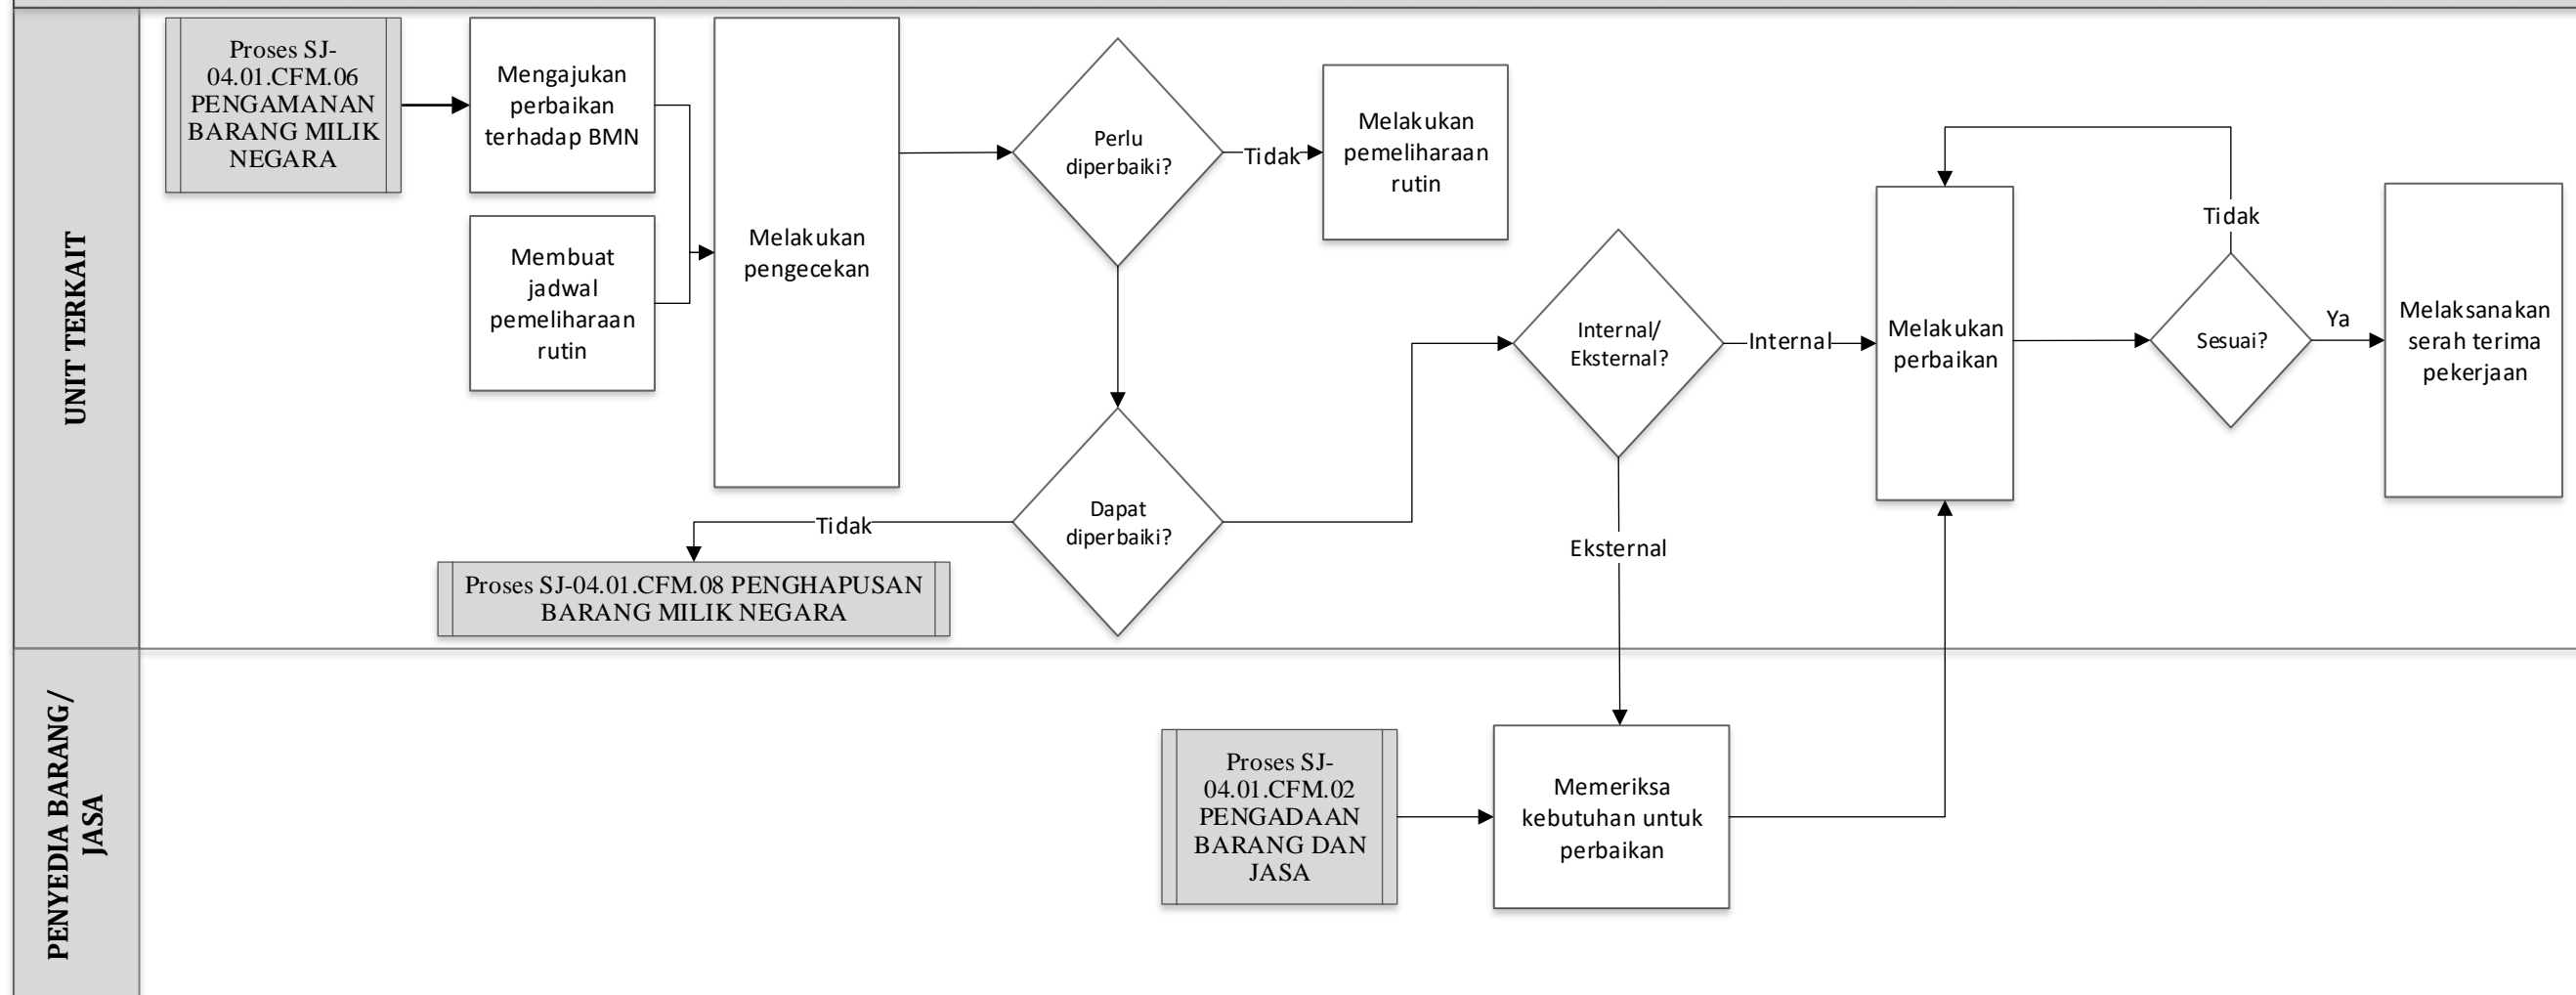 UNIT TERKAIT
Proses SJ-
04.01.CFM.06
PENGAMANAN
BARANG MILIK
NEGARA
Mengajukan
perbaikan
terhadap BMN
Membuat
jadwal
pemeliharaan
rutin
Melakukan
pengecekan
Perlu
diperbaiki?
Tidak
Melakukan
pemeliharaan
rutin
Dapat
diperbaiki?
Tidak
Proses SJ-04.01.CFM.08 PENGHAPUSAN
BARANG MILIK NEGARA
Internal/
Eksternal?
Internal
Eksternal
Melakukan
perbaikan
Sesuai?
Tidak
Ya
Melaksanakan
serah terima
pekerjaan
PENYEDIA BARANG/
JASA
Proses SJ-
04.01.CFM.02
PENGADAAN
BARANG DAN
JASA
Memeriksa
kebutuhan untuk
perbaikan